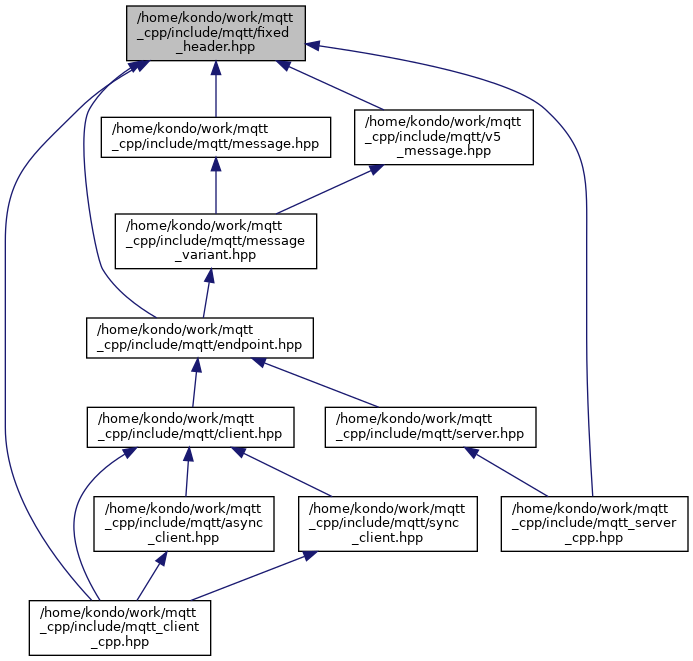 /home/kondo/work/mqtt
_cpp/include/mqtt/fixed
_header.hpp
/home/kondo/work/mqtt
_cpp/include/mqtt/message.hpp
/home/kondo/work/mqtt
_cpp/include/mqtt/v5
_message.hpp
/home/kondo/work/mqtt
_cpp/include/mqtt/message
_variant.hpp
/home/kondo/work/mqtt
_cpp/include/mqtt/endpoint.hpp
/home/kondo/work/mqtt
_cpp/include/mqtt/client.hpp
/home/kondo/work/mqtt
_cpp/include/mqtt/server.hpp
/home/kondo/work/mqtt
_cpp/include/mqtt/async
_client.hpp
/home/kondo/work/mqtt
_cpp/include/mqtt/sync
_client.hpp
/home/kondo/work/mqtt
_cpp/include/mqtt_server
_cpp.hpp
/home/kondo/work/mqtt
_cpp/include/mqtt_client
_cpp.hpp